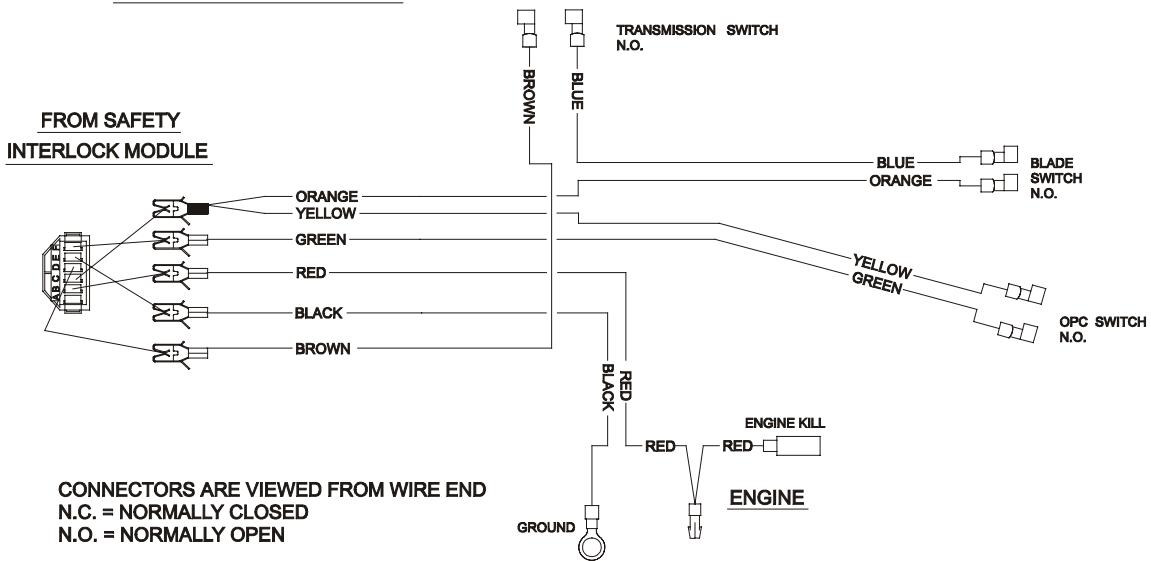 TRANSMISSION SWITCH
N.O.
BROWN
BLUE
FROM SAFETY
INTERLOCK MODULE
BLUE
ORANGE
BLADE
SWITCH
N.O.
ORANGE
YELLOW
GREEN
RED
BLACK
BROWN
A B C D E F
YELLOW
GREEN
OPC SWITCH
N.O.
BLACK
RED
RED
RED
ENGINE KILL
ENGINE
GROUND
CONNECTORS ARE VIEWED FROM WIRE END
N.C. = NORMALLY CLOSED
N.O. = NORMALLY OPEN